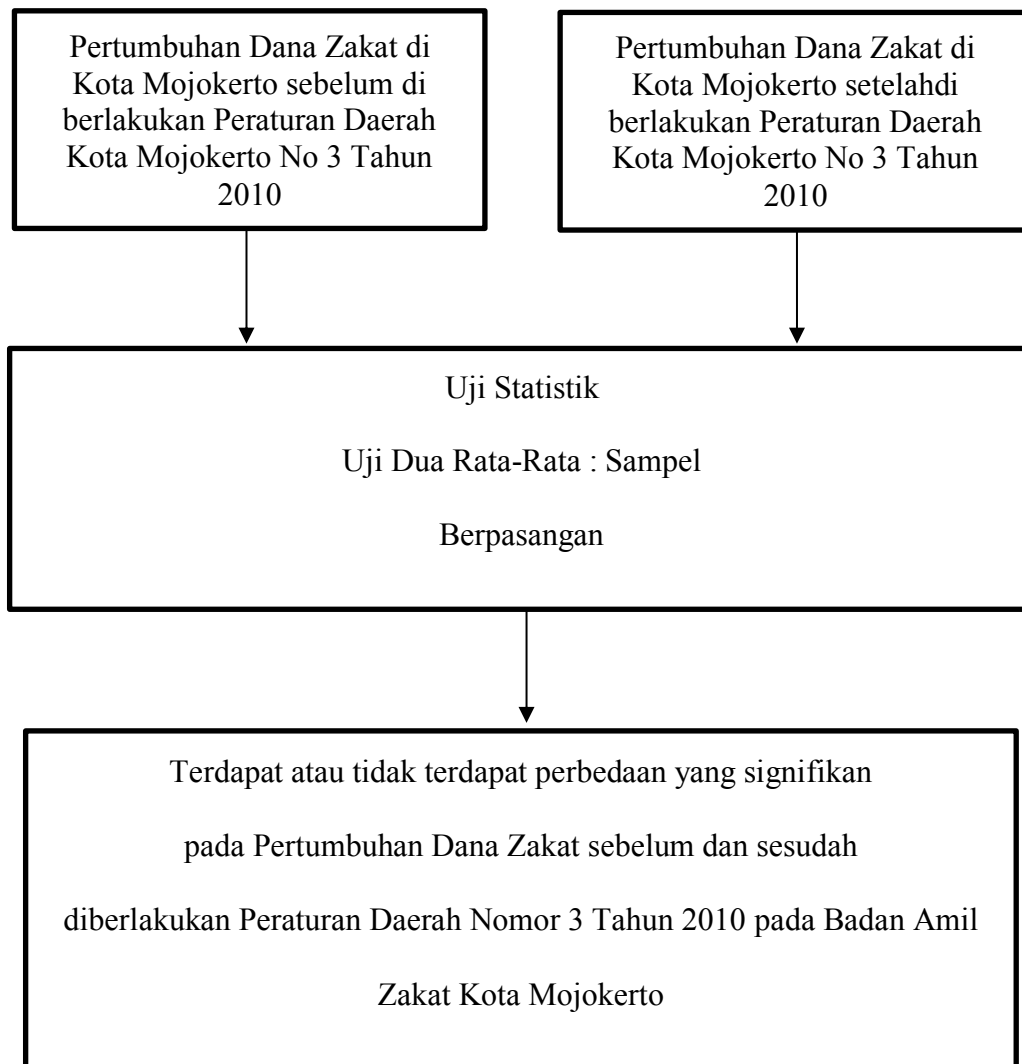 Pertumbuhan Dana Zakat di
Kota Mojokerto sebelum di
berlakukan Peraturan Daerah
Kota Mojokerto No 3 Tahun
2010
Pertumbuhan Dana Zakat di
Kota Mojokerto setelahdi
berlakukan Peraturan Daerah
Kota Mojokerto No 3 Tahun
2010
Uji Statistik
Uji Dua Rata-Rata : Sampel
Berpasangan
Terdapat atau tidak terdapat perbedaan yang signifikan
pada Pertumbuhan Dana Zakat sebelum dan sesudah
diberlakukan Peraturan Daerah Nomor 3 Tahun 2010 pada Badan Amil
Zakat Kota Mojokerto